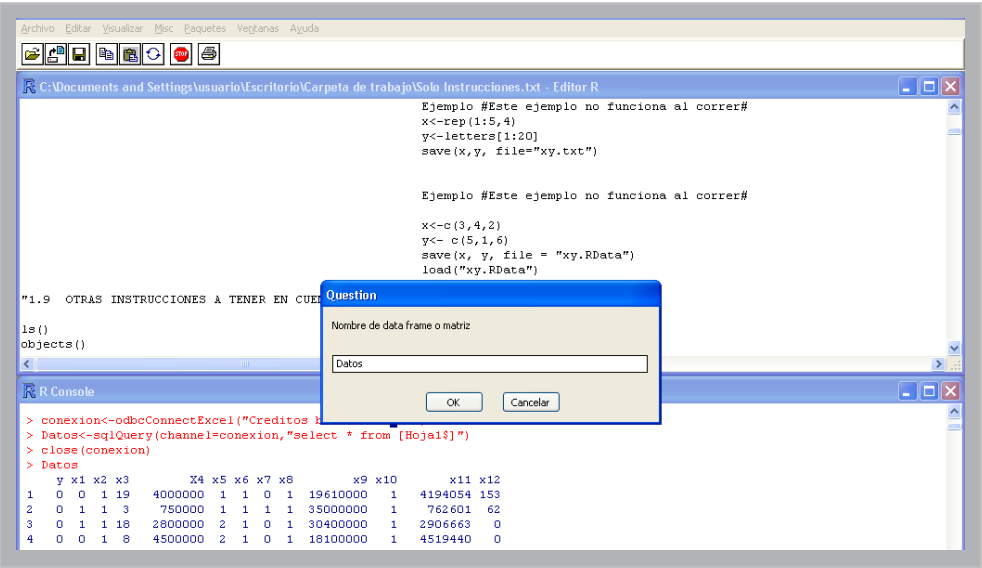 Archivo Editar Visualizar Misc Paquetes Ventanas Ayuda
STOP
C:\Documents and Settings\usuario\Escritorio\Carpeta de trabajo\Solo Instrucciones.txt - Editor R
Ejemplo #Este ejemplo no funciona al correr#
x<-rep(1:5,4)
y<-letters[1:20]
save(x,y, file="xy.txt")
Ejemplo #Este ejemplo no funciona al correr#
x<-c(3,4,2)
y<- c(5,1,6)
save(x, y, file = "xy.RData")
load("xy.RData")
"1.9 OTRAS INSTRUCCIONES A TENER EN
ls()
objects()
Question
Nombre de data frame o matriz
Datos
OK Cancelar
R Console
> conexion<-odbcConnectExcel("Creditos
> Datos<-sqlQuery(channel=conexion,"select * from [Hoja1$]")
> close(conexion)
> Datos
y x1 x2 x3 X4 x5 x6 x7 x8 x9 x10 x11 x12
1 0 0 1 19 4000000 1 1 0 1 19610000 1 4194054 153
2 0 1 1 3 750000 1 1 1 1 35000000 1 762601 62
3 0 1 1 18 2800000 2 1 0 1 30400000 1 2906663 0
4 0 0 1 8 4500000 2 1 0 1 18100000 1 4519440 0